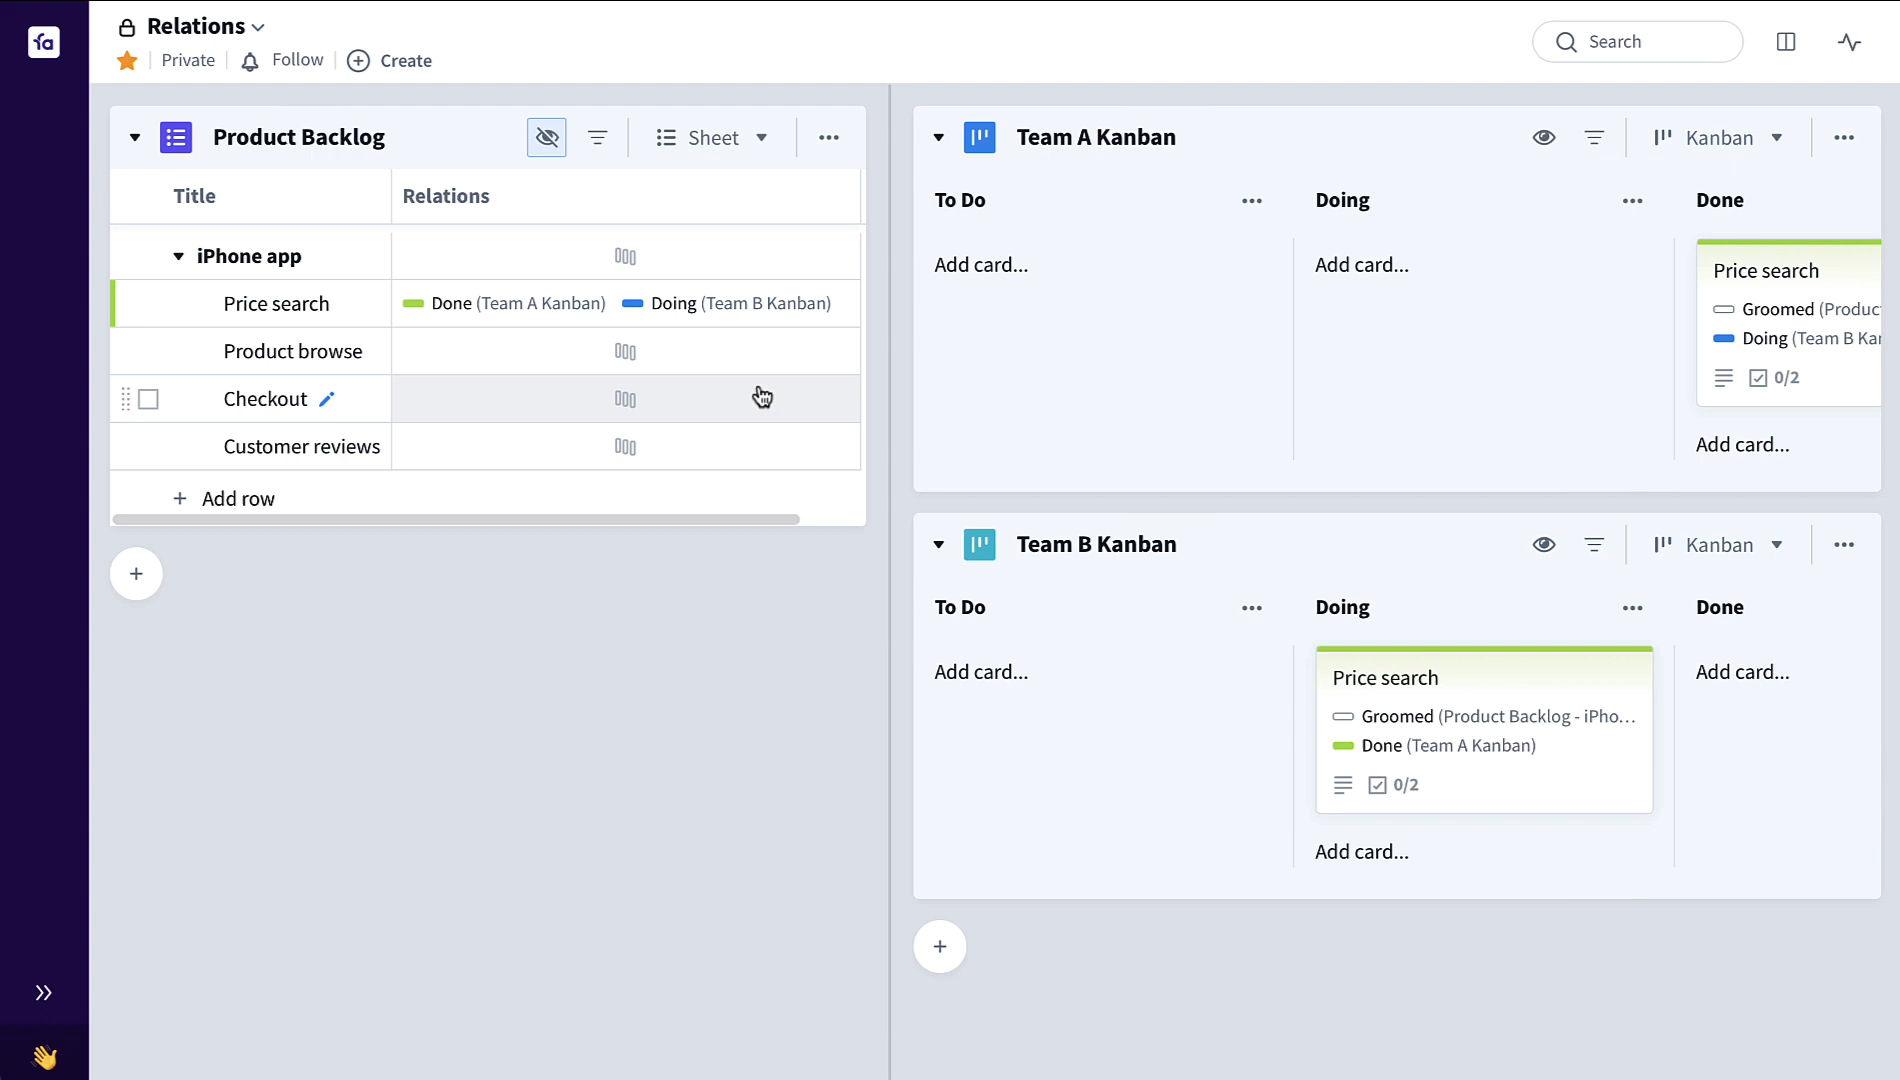 fa
Relations
Private
Follow
Create
Search
Product Backlog
Sheet
Title
Relations
iPhone app
Price search
Done (Team A Kanban)
Doing (Team B Kanban)
Product browse
Checkout
Customer reviews
Add row
Team A Kanban
Kanban
To Do
Doing
Done
Add card...
Add card...
Price search
Groomed (Produc
Doing (Team B Ka
0/2
Add card...
Team B Kanban
Kanban
To Do
Doing
Done
Add card...
Price search
Groomed (Product Backlog - iPho...
Done (Team A Kanban)
0/2
Add card...
Add card...